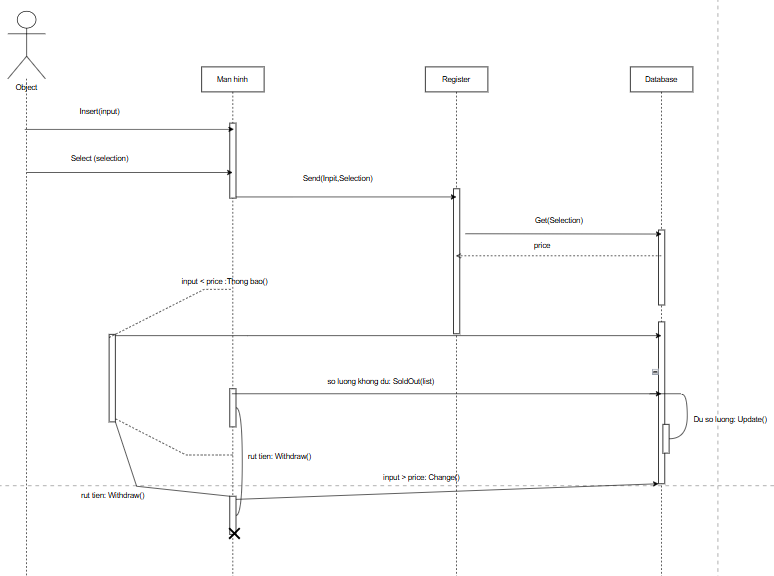 Object
Man hinh
Register
Database
Insert(input)
Select (selection)
Send(Inpit,Selection)
Get(Selection)
price
input < price :Thong bao()
so luong khong du: SoldOut(list)
Du so luong: Update()
rut tien: Withdraw()
input > price: Change()
rut tien: Withdraw()